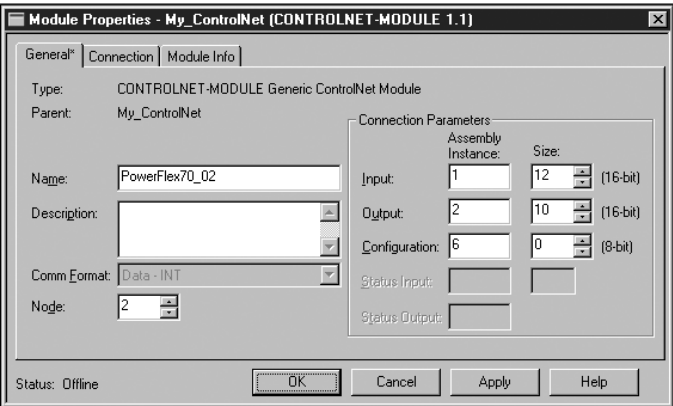 Module Properties - My_ControlNet (CONTROLNET-MODULE 1.1)
General* Connection Module Info
Type: CONTROLNET-MODULE Generic ControlNet Module
Parent: My_ControlNet
Connection Parameters
Assembly
Instance: Size:
Name: PowerFlex70_02
Input: 1 12 (16-bit)
Description:
Output: 2 10 (16-bit)
Configuration: 6 0 (8-bit)
Comm Format: Data - INT
Status Input:
Node: 2
Status Output:
Status: Offline OK Cancel Apply Help